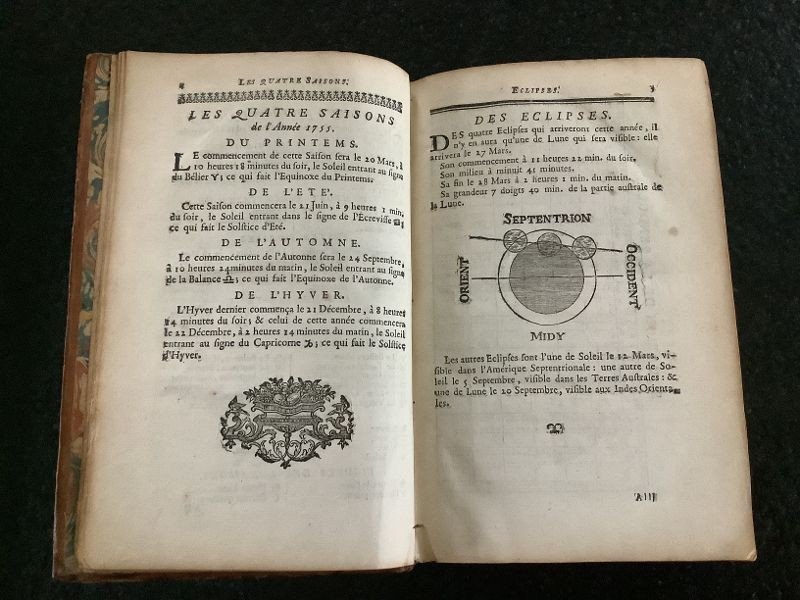 LES QUATRE SAISONS.
LES QUATRE SAISONS
de l'Année 1755.
DU PRINTEMS.
LE commencement de cette Saison sera le 20 Mars, à
10 heures 18 minutes du soir, le Soleil entrant au signe
du Bélier ♈; ce qui fait l'Equinoxe du Printems.
DE L'ETE'.
Cette Saison commencera le 21 Juin, à 9 heures 1 min.
du soir, le Soleil entrant dans le signe de l'Ecrevisse ♋;
ce qui fait le Solstice d'Eté.
DE L'AUTOMNE.
Le commencement de l'Automne sera le 24 Septembre,
à 10 heures 24 minutes du matin, le Soleil entrant au signe
de la Balance ♎; ce qui fait l'Equinoxe de l'Automne.
DE L'HYVER.
L'Hyver dernier commença le 21 Décembre, à 8 heures
14 minutes du soir; & celui de cette année commencera
le 22 Décembre, à 2 heures 14 minutes du matin, le Soleil
entrant au signe du Capricorne ♑; ce qui fait le Solstice
d'Hyver.
ECLIPSES. 3
DES ECLIPSES.
DES quatre Eclipses qui arriveront cette année, il
n'y en aura qu'une de Lune qui sera visible: elle
arrivera le 27 Mars.
Son commencement à 11 heures 22 min. du soir.
Son milieu à minuit 41 minutes.
Sa fin le 28 Mars à 2 heures 1 min. du matin.
Sa grandeur 7 doigts 40 min. de la partie australe de
la Lune.
SEPTENTRION
ORIENT
OCCIDENT
MIDY
Les autres Eclipses sont l'une de Soleil le 12 Mars, vi-
sible dans l'Amérique Septentrionale: une autre de So-
leil le 5 Septembre, visible dans les Terres Australes: &
une de Lune le 20 Septembre, visible aux Indes Orienta-
les.
A iij